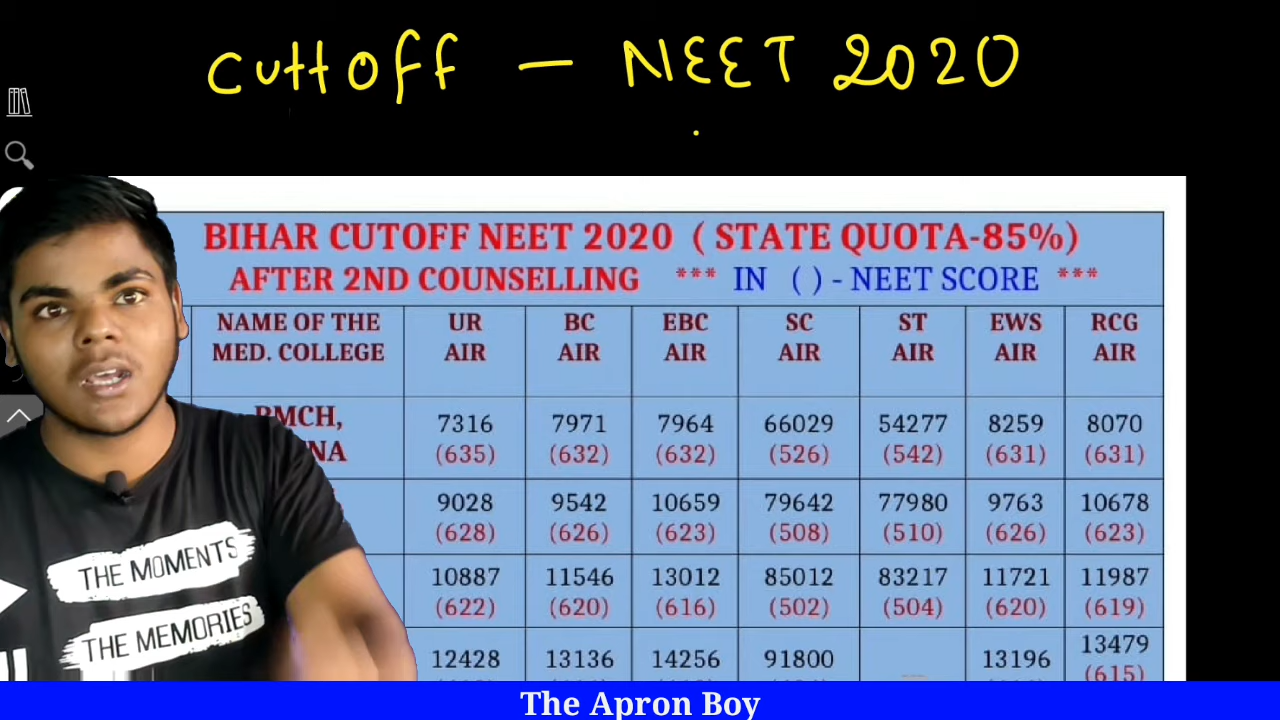 Cuttoff - NEET 2020
BIHAR CUTOFF NEET 2020 ( STATE QUOTA-85%)
AFTER 2ND COUNSELLING *** IN ( ) - NEET SCORE ***
NAME OF THE MED. COLLEGE UR AIR BC AIR EBC AIR SC AIR ST AIR EWS AIR RCG AIR
7316 7971 7964 66029 54277 8259 8070
(635) (632) (632) (526) (542) (631) (631)
9028 9542 10659 79642 77980 9763 10678
(628) (626) (623) (508) (510) (626) (623)
10887 11546 13012 85012 83217 11721 11987
(622) (620) (616) (502) (504) (620) (619)
12428 13136 14256 91800 13196 13479
(615)
THE MOMENTS
THE MEMORIES
The Apron Boy